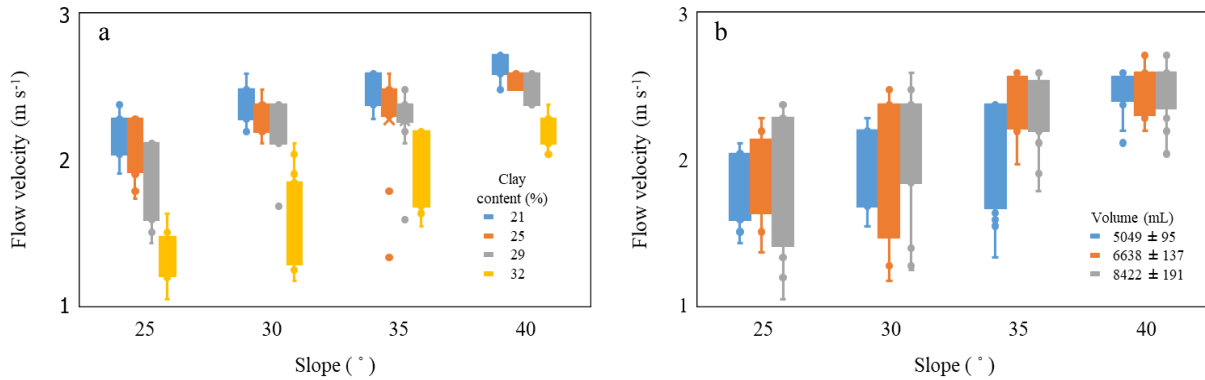 a
3
2
1
Flow velocity (m s⁻¹)
25 30 35 40
Slope ( ° )
Clay
content (%)
21
25
29
32
b
3
2
1
Flow velocity (m s⁻¹)
25 30 35 40
Slope ( ° )
Volume (mL)
5049 ± 95
6638 ± 137
8422 ± 191